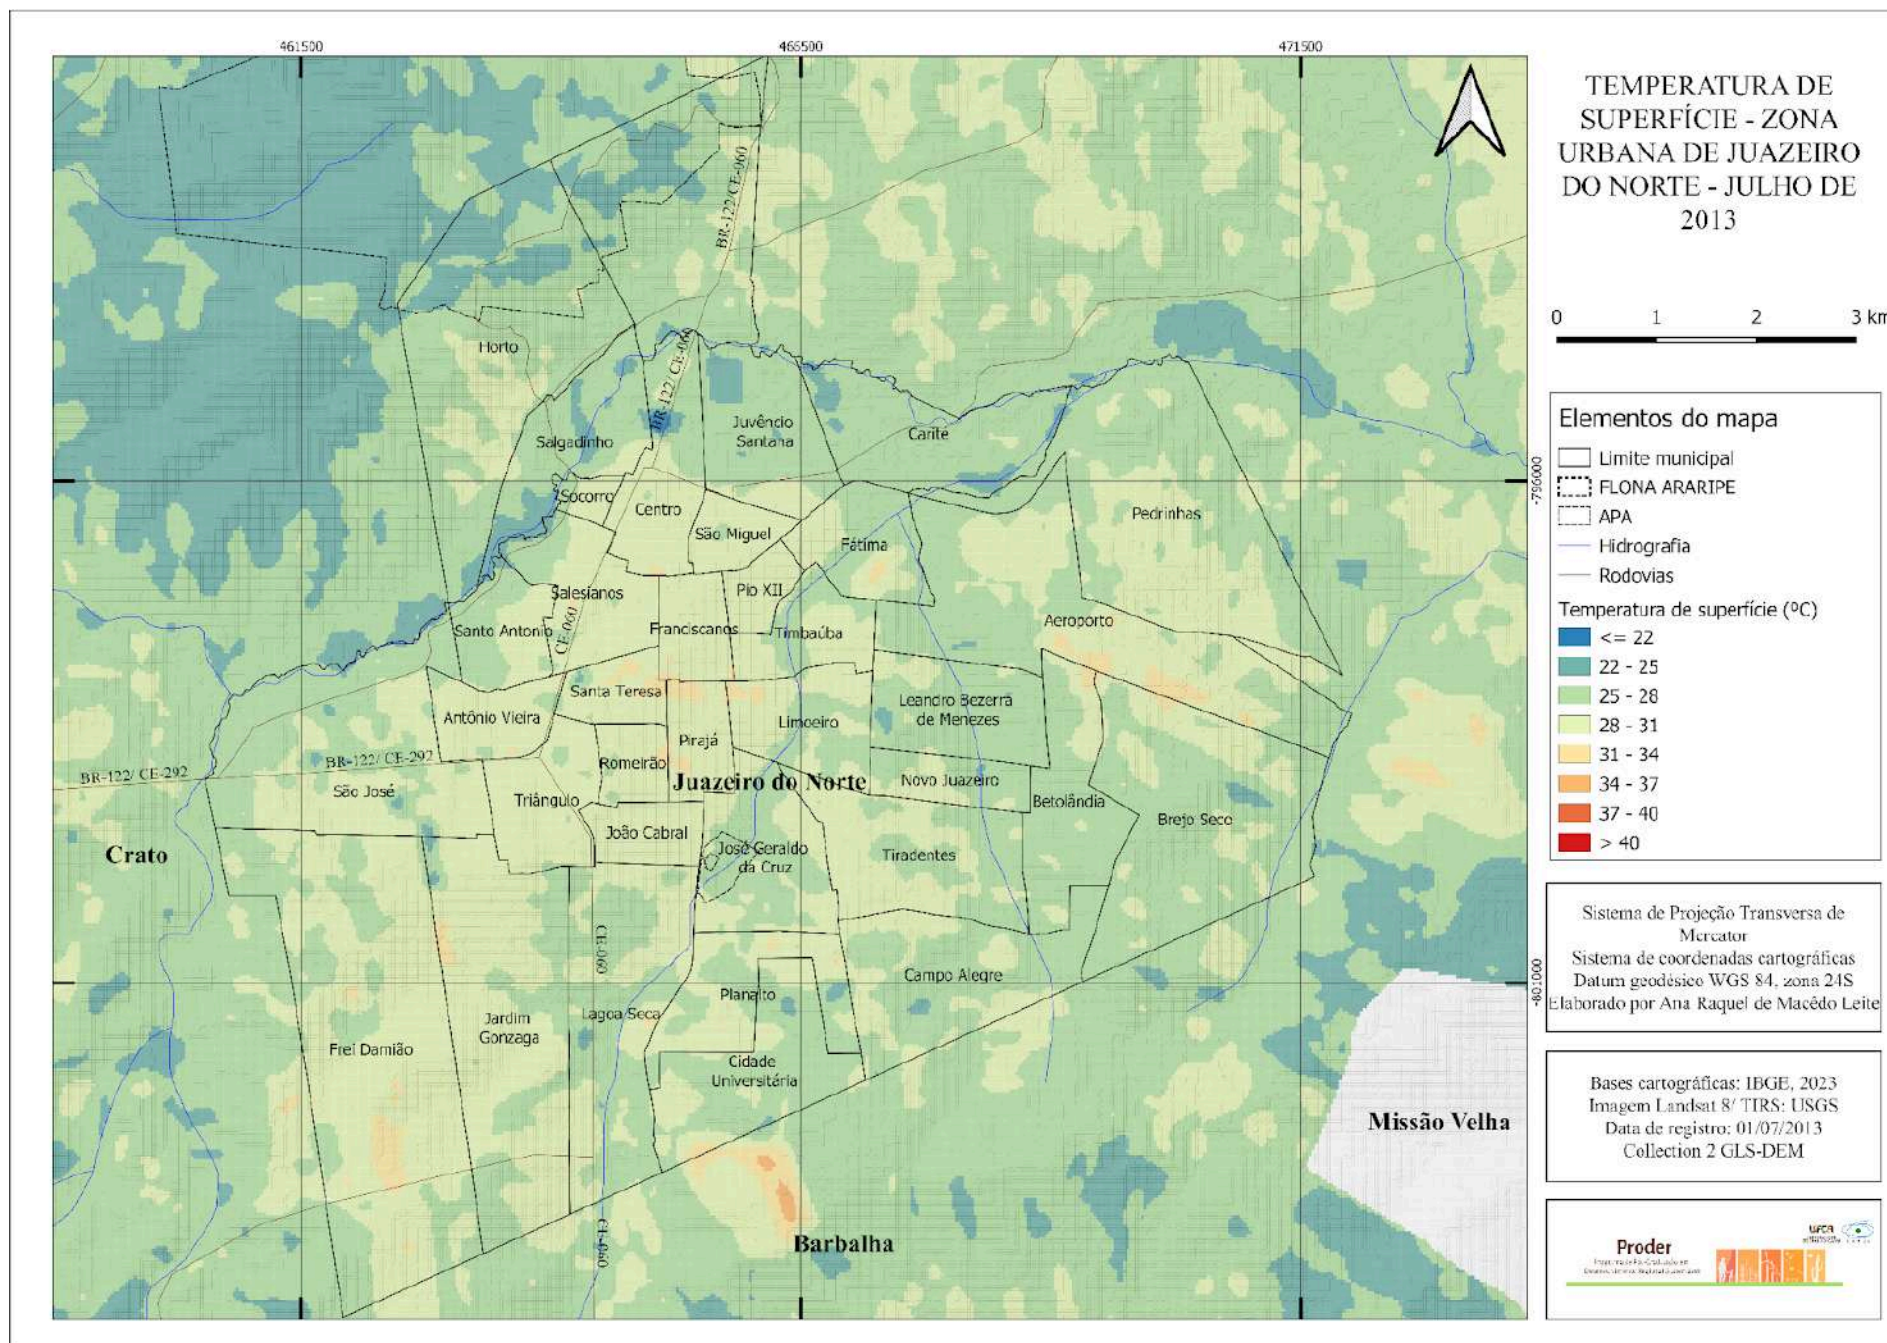 461500
466500
471500
TEMPERATURA DE
SUPERFÍCIE - ZONA
URBANA DE JUAZEIRO
DO NORTE - JULHO DE
2013
0 1 2 3 km
Elementos do mapa
Limite municipal
FLONA ARARIPE
APA
Hidrografia
Rodovias
Temperatura de superfície (ºC)
<= 22
22 - 25
25 - 28
28 - 31
31 - 34
34 - 37
37 - 40
> 40
Sistema de Projeção Transversa de
Mercator
Sistema de coordenadas cartográficas
Datum geodésico WGS 84, zona 24S
Elaborado por Ana Raquel de Macêdo Leite
Bases cartográficas: IBGE, 2023
Imagem Landsat 8/ TIRS: USGS
Data de registro: 01/07/2013
Collection 2 GLS-DEM
Proder
UFCA
-796000
-801000
BR-122/CE-060
BR-122/ CE-060
Horto
Salgadinho
Juvêncio
Santana
Carité
Socorro
Centro
São Miguel
Fátima
Pedrinhas
Salesianos
Pio XII
Santo Antonio
CE-060
Franciscanos
Timbaúba
Aeroporto
Santa Teresa
Antônio Vieira
Pirajá
Limoeiro
Leandro Bezerra
de Menezes
BR-122/ CE-292
BR-122/ CE-292
São José
Triângulo
Romeirão
Juazeiro do Norte
Novo Juazeiro
Betolândia
Brejo Seco
Crato
João Cabral
José Geraldo
da Cruz
Tiradentes
CE-060
Campo Alegre
Planalto
Lagoa Seca
Jardim
Gonzaga
Frei Damião
Cidade
Universitária
Missão Velha
Barbalha
CE-060